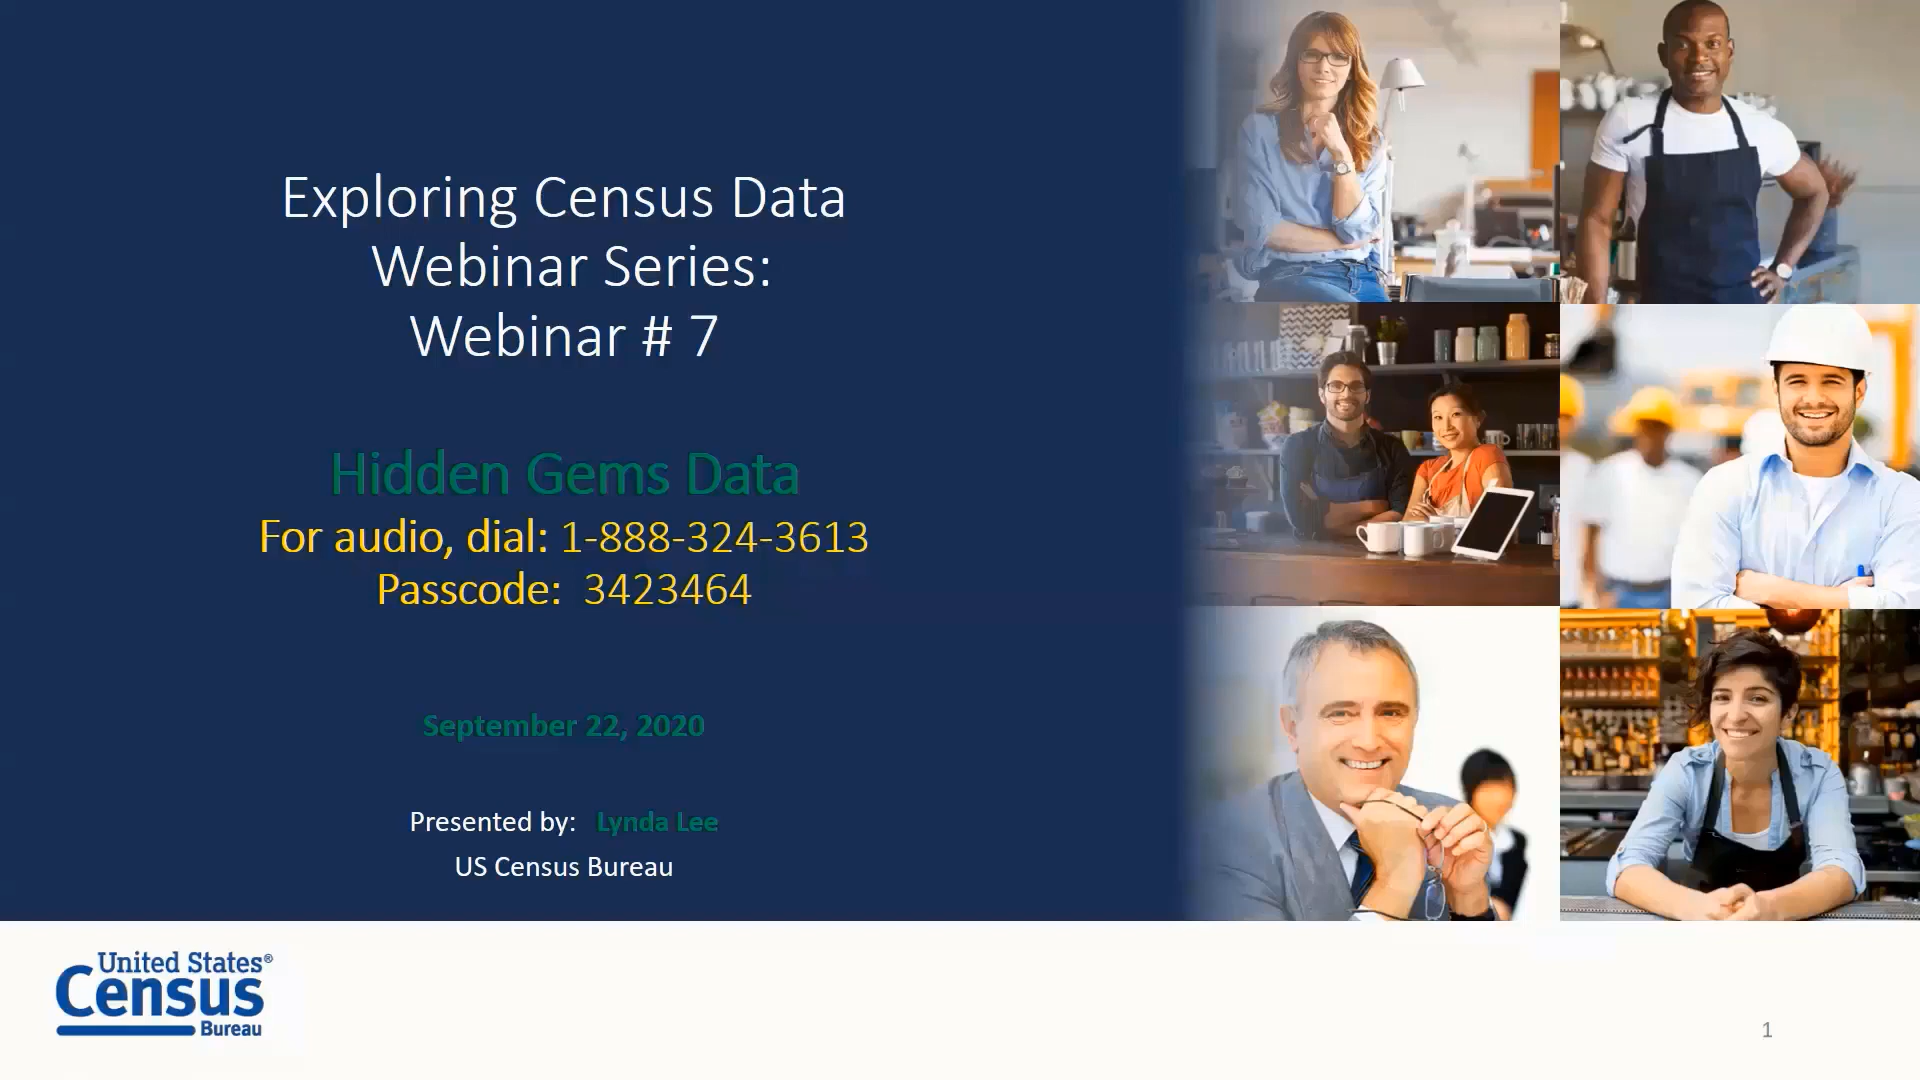 Exploring Census Data
Webinar Series:
Webinar # 7
Hidden Gems Data
For audio, dial: 1-888-324-3613
Passcode: 3423464
September 22, 2020
Presented by: Lynda Lee
US Census Bureau
United States®
Census
Bureau
1